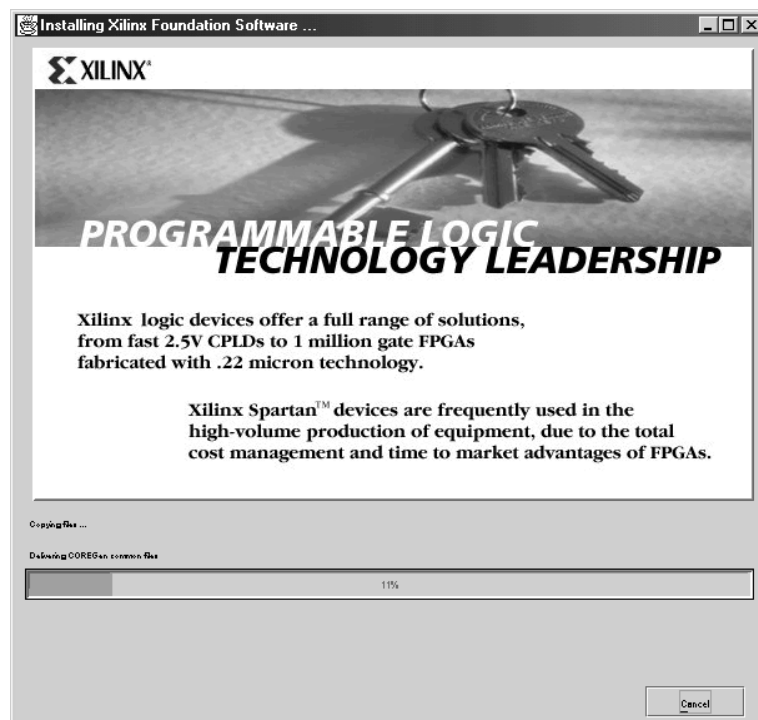 Installing Xilinx Foundation Software ...
XILINX®
PROGRAMMABLE LOGIC
TECHNOLOGY LEADERSHIP
Xilinx logic devices offer a full range of solutions,
from fast 2.5V CPLDs to 1 million gate FPGAs
fabricated with .22 micron technology.
Xilinx Spartan™ devices are frequently used in the
high-volume production of equipment, due to the total
cost management and time to market advantages of FPGAs.
Copying files ...
Delivering COREGen common files
11%
Cancel